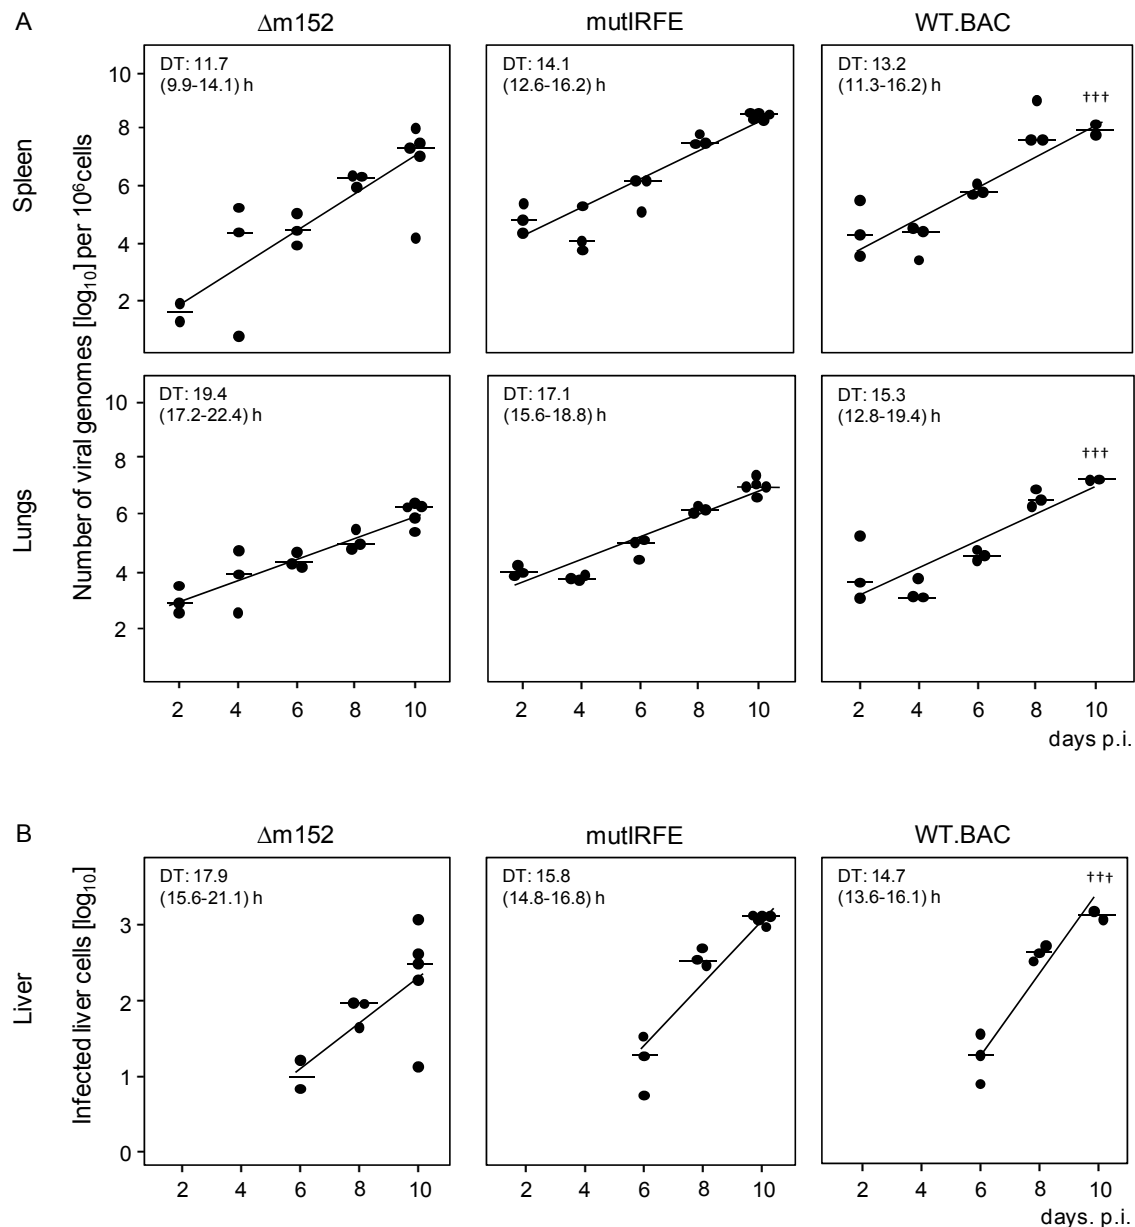 A
Δm152
mutIRFE
WT.BAC
Spleen
Lungs
Number of viral genomes [log10] per 10⁶cells
DT: 11.7
(9.9-14.1) h
DT: 14.1
(12.6-16.2) h
DT: 13.2
(11.3-16.2) h
†††
10
8
6
4
2
DT: 19.4
(17.2-22.4) h
DT: 17.1
(15.6-18.8) h
DT: 15.3
(12.8-19.4) h
†††
10
8
6
4
2
2 4 6 8 10
2 4 6 8 10
2 4 6 8 10
days p.i.
B
Δm152
mutIRFE
WT.BAC
Liver
Infected liver cells [log10]
DT: 17.9
(15.6-21.1) h
DT: 15.8
(14.8-16.8) h
DT: 14.7
(13.6-16.1) h
†††
3
2
1
0
2 4 6 8 10
2 4 6 8 10
2 4 6 8 10
days. p.i.